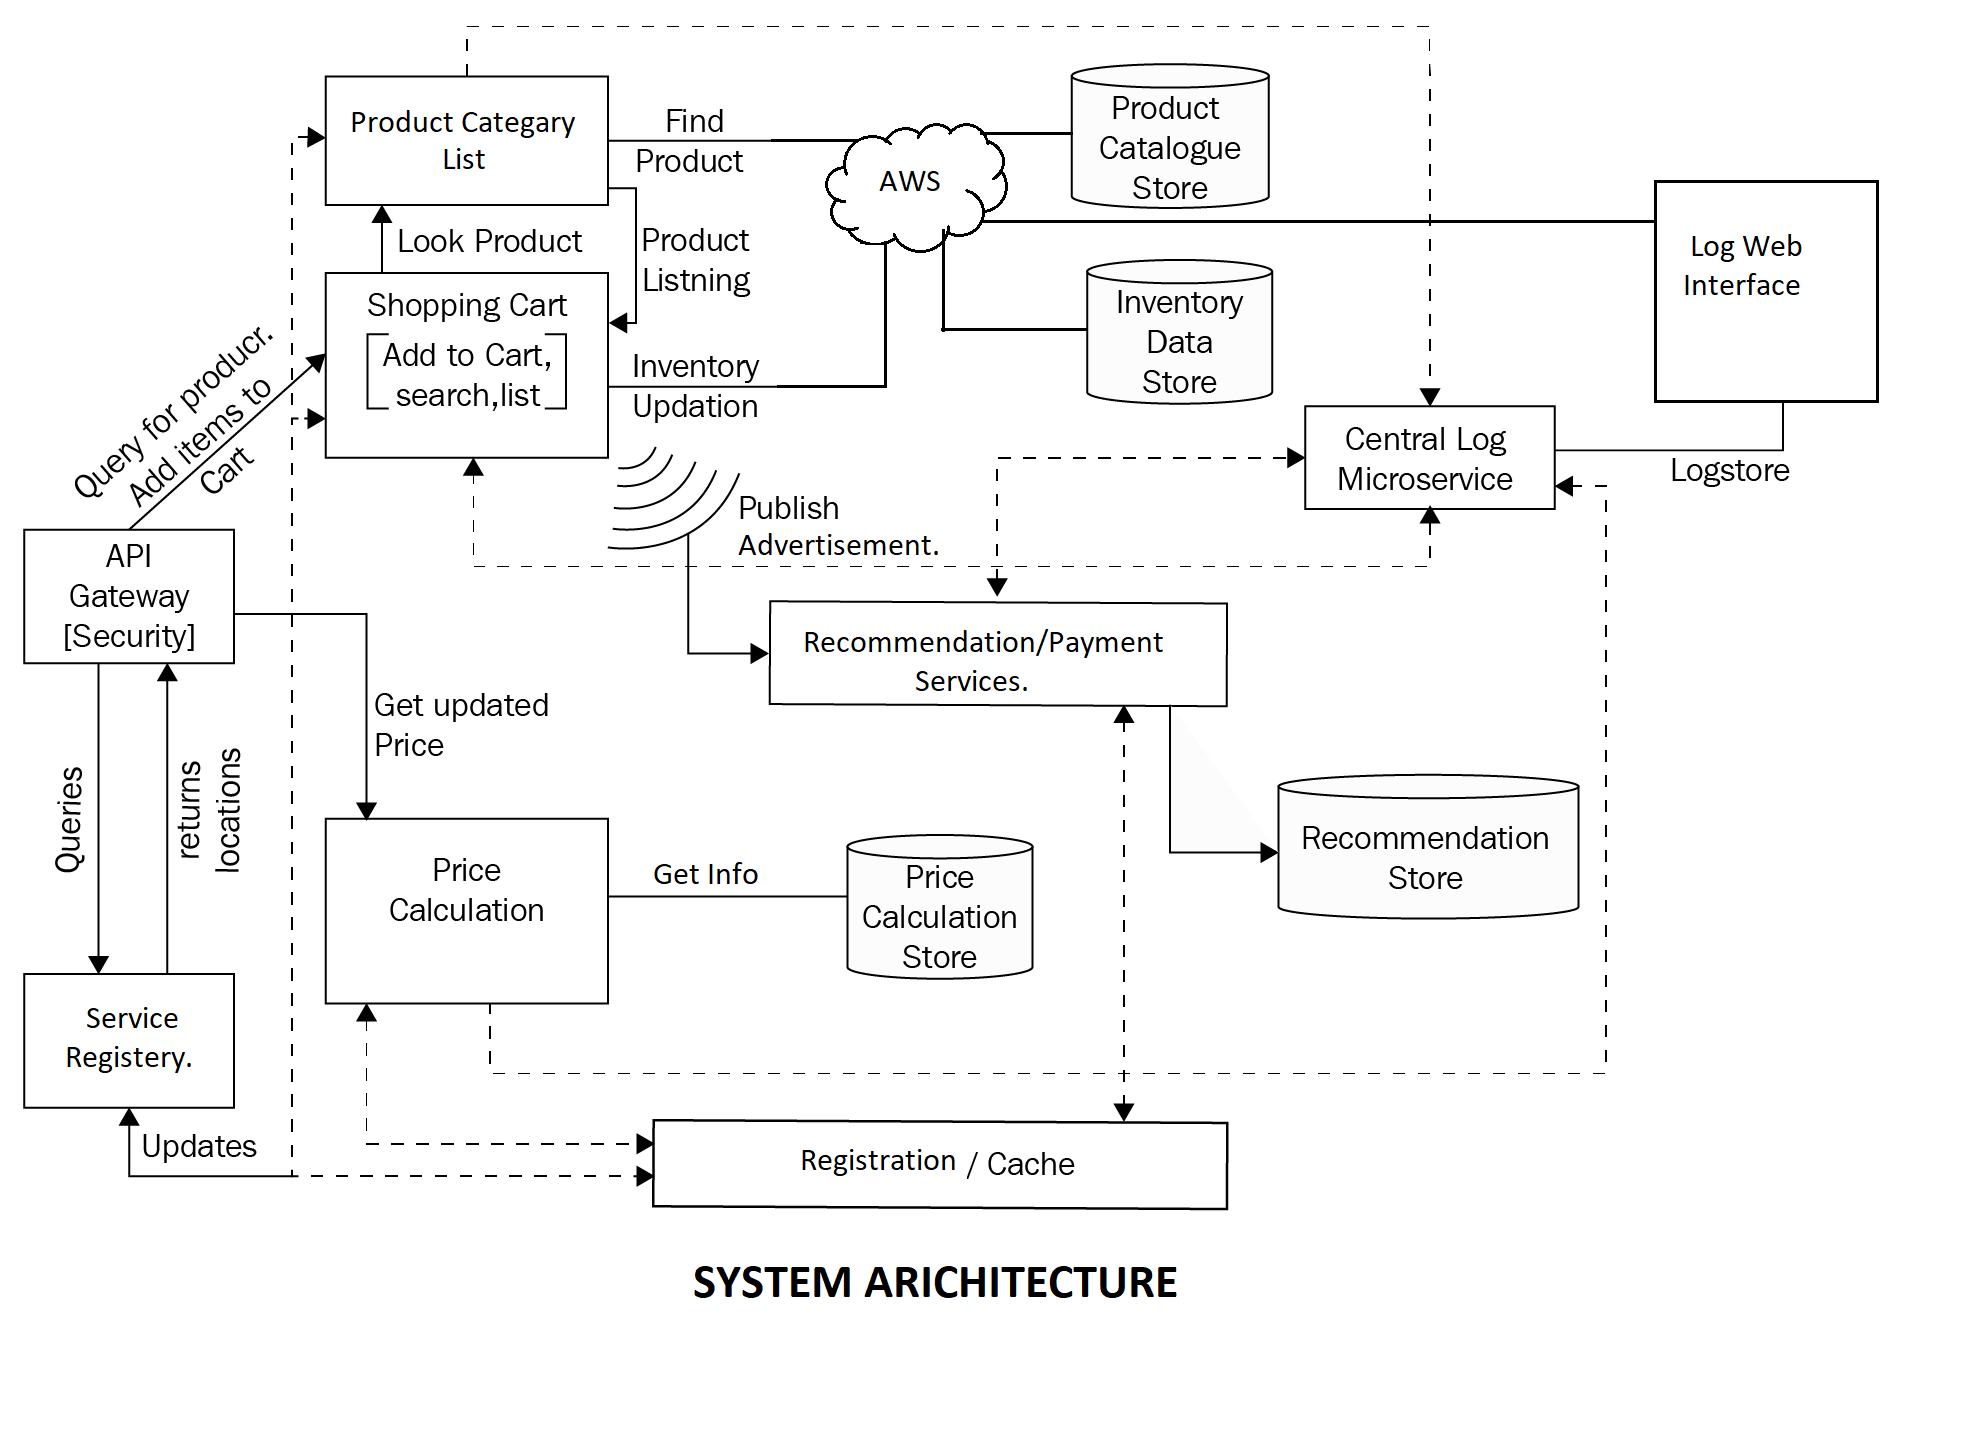 Product Categary
List
Find
Product
AWS
Product
Catalogue
Store
Look Product
Product
Listning
Log Web
Interface
Shopping Cart
Add to Cart,
search,list
Inventory
Data
Store
Inventory
Updation
Query for producr.
Add items to
Cart
Central Log
Microservice
Logstore
Publish
Advertisement.
API
Gateway
[Security]
Recommendation/Payment
Services.
Get updated
Price
Queries
returns
locations
Price
Calculation
Get Info
Price
Calculation
Store
Recommendation
Store
Service
Registery.
Updates
Registration / Cache
SYSTEM ARICHITECTURE